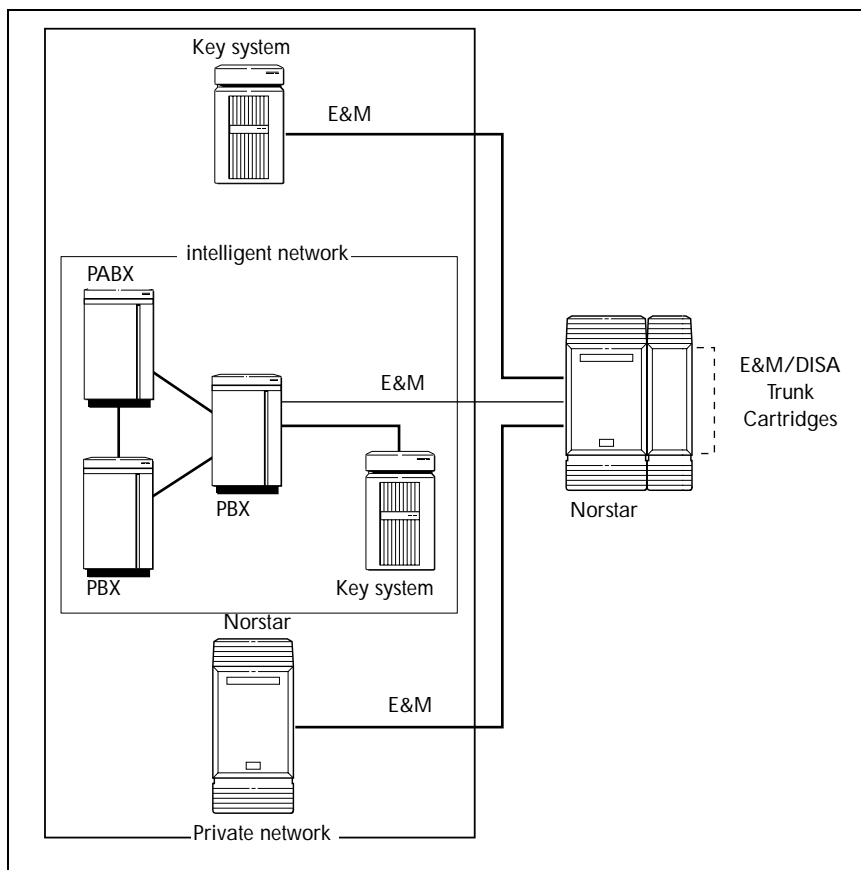 Key system
E&M
intelligent network
PABX
E&M
E&M/DISA
Trunk
Cartridges
PBX
Norstar
PBX
Key system
Norstar
E&M
Private network